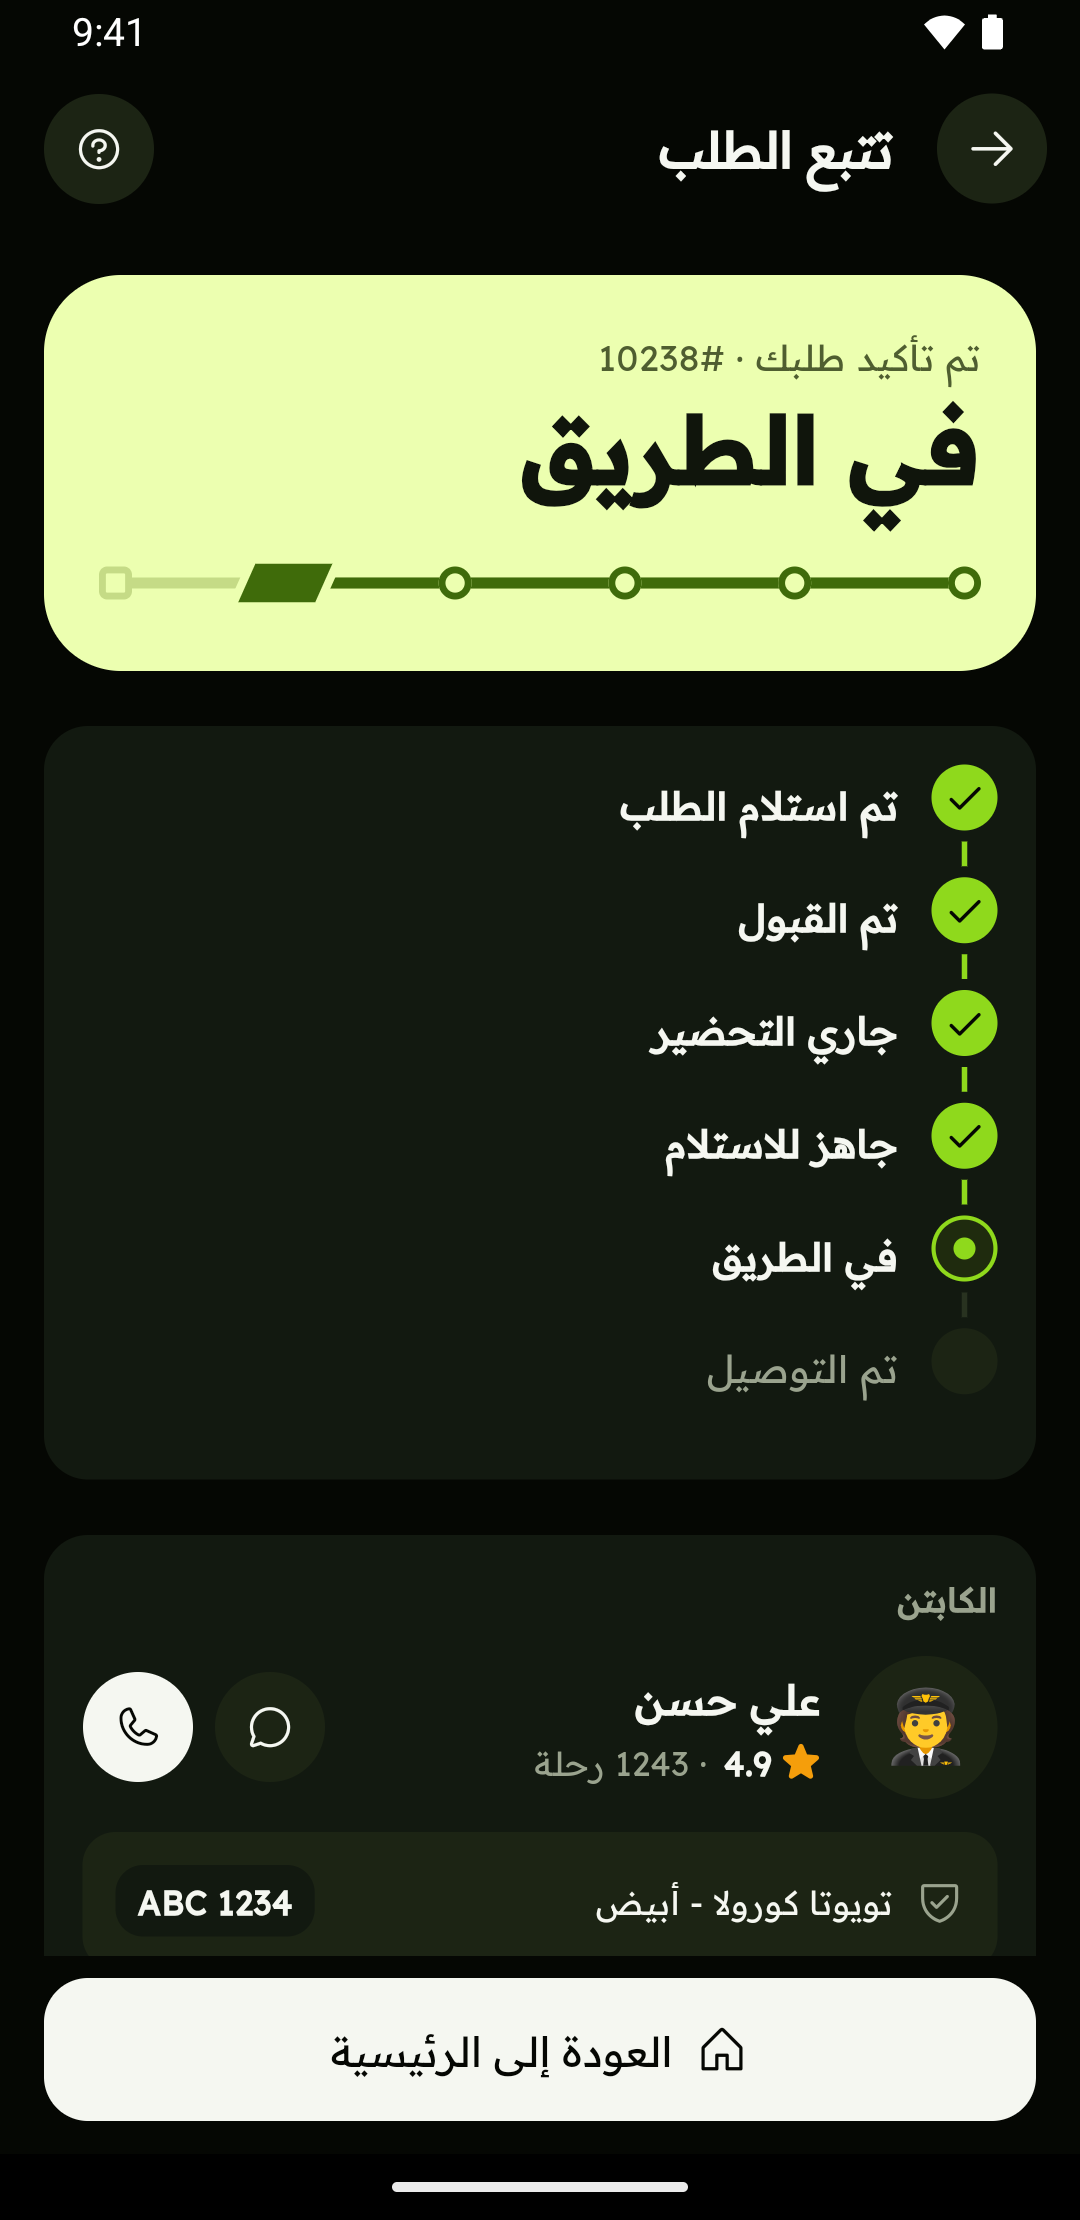 9:41
تتبع الطلب
تم تأكيد طلبك · #10238
في الطريق
تم استلام الطلب
تم القبول
جاري التحضير
جاهز للاستلام
في الطريق
تم التوصيل
الكابتن
علي حسن
4.9 · 1243 رحلة
تويوتا كورولا - أبيض
ABC 1234
العودة إلى الرئيسية